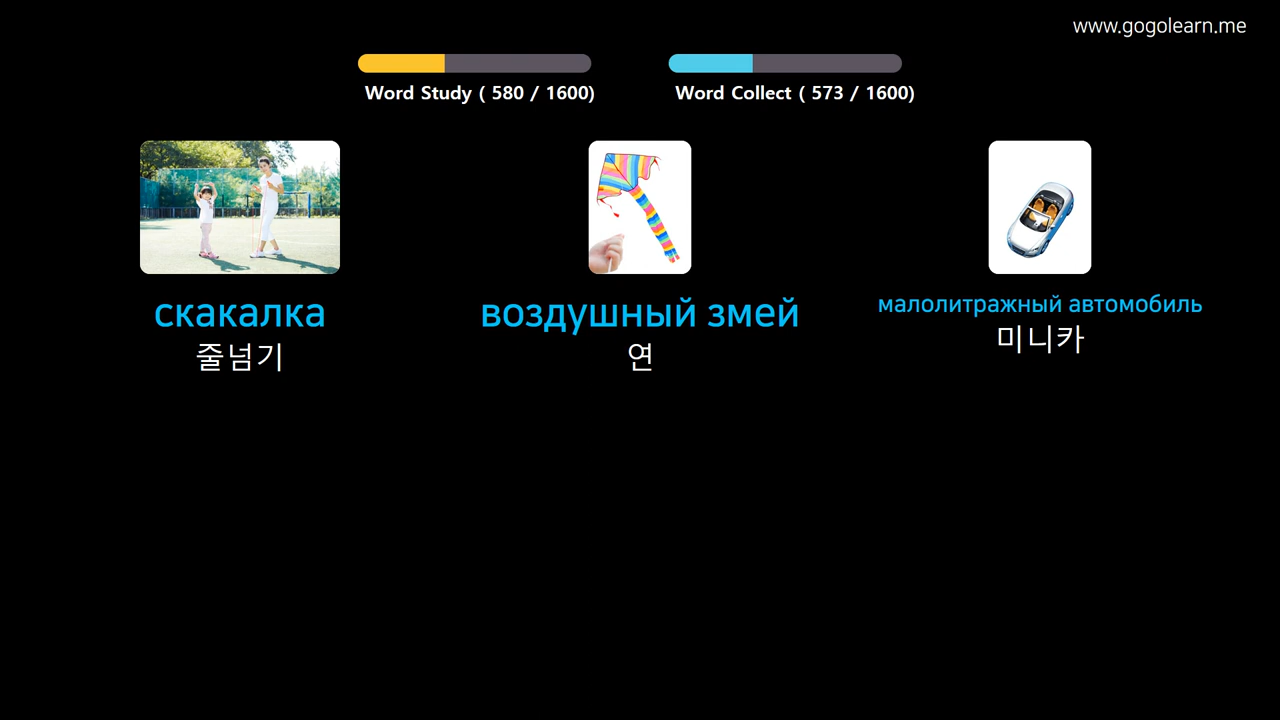 www.gogolearn.me
Word Study ( 580 / 1600)
Word Collect ( 573 / 1600)
скакалка
줄넘기
воздушный змей
연
малолитражный автомобиль
미니카